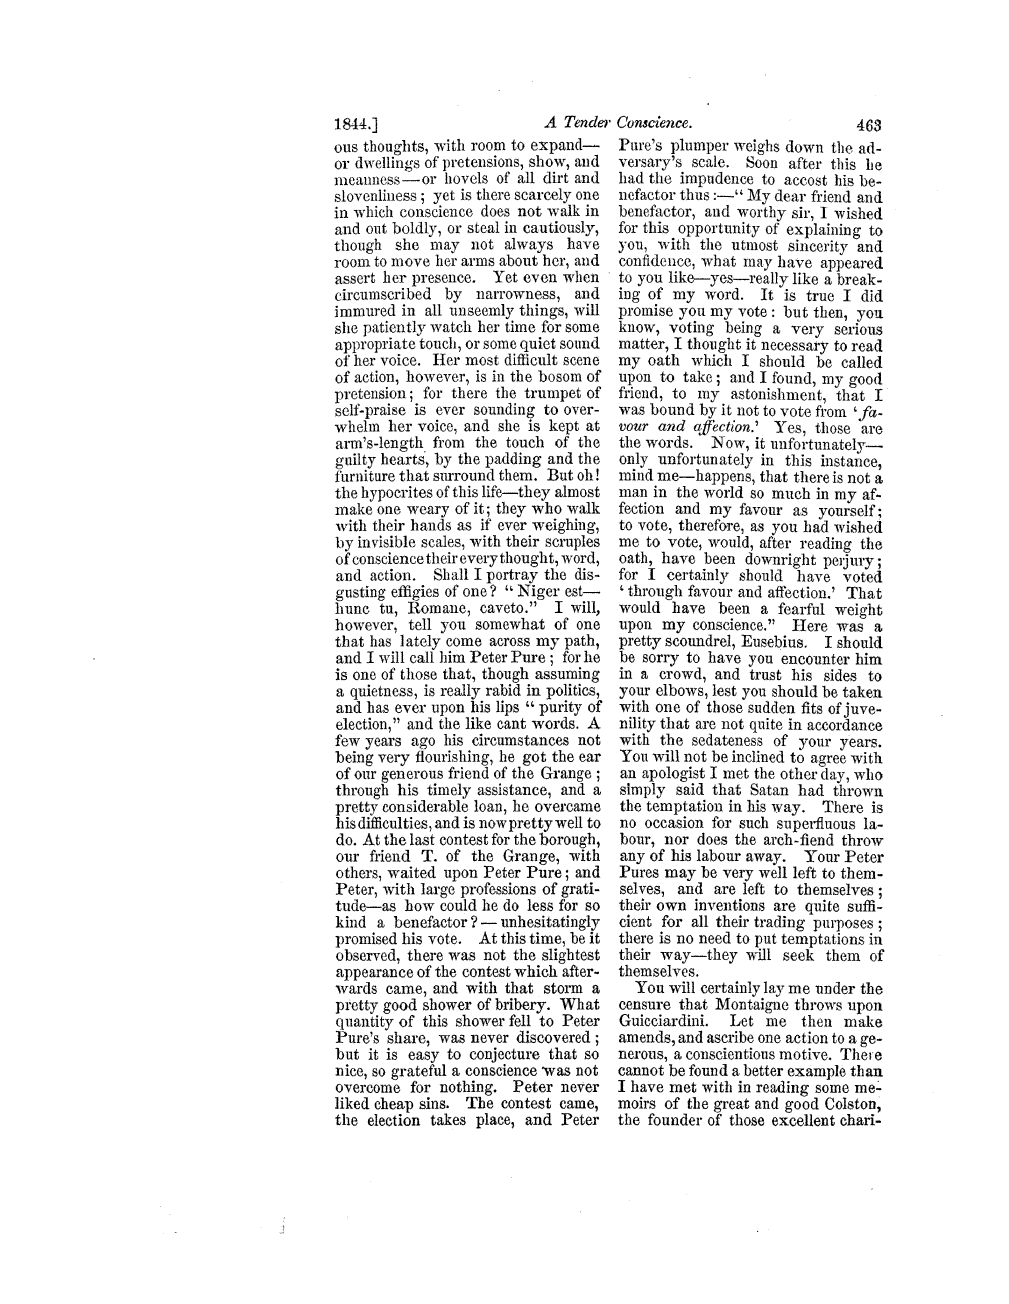 1844.] A Tender Conscience. 463
ous thoughts, with room to expand—
or dwellings of pretensions, show, and
meanness—or hovels of all dirt and
slovenliness; yet is there scarcely one
in which conscience does not walk in
and out boldly, or steal in cautiously,
though she may not always have
room to move her arms about her, and
assert her presence. Yet even when
circumscribed by narrowness, and
immured in all unseemly things, will
she patiently watch her time for some
appropriate touch, or some quiet sound
of her voice. Her most difficult scene
of action, however, is in the bosom of
pretension; for there the trumpet of
self-praise is ever sounding to over-
whelm her voice, and she is kept at
arm's-length from the touch of the
guilty hearts, by the padding and the
furniture that surround them. But oh!
the hypocrites of this life—they almost
make one weary of it; they who walk
with their hands as if ever weighing,
by invisible scales, with their scruples
of conscience their every thought, word,
and action. Shall I portray the dis-
gusting effigies of one? "Niger est—
hunc tu, Romane, caveto." I will,
however, tell you somewhat of one
that has lately come across my path,
and I will call him Peter Pure; for he
is one of those that, though assuming
a quietness, is really rabid in politics,
and has ever upon his lips "purity of
election," and the like cant words. A
few years ago his circumstances not
being very flourishing, he got the ear
of our generous friend of the Grange;
through his timely assistance, and a
pretty considerable loan, he overcame
his difficulties, and is now pretty well to
do. At the last contest for the borough,
our friend T. of the Grange, with
others, waited upon Peter Pure; and
Peter, with large professions of grati-
tude—as how could he do less for so
kind a benefactor?—unhesitatingly
promised his vote. At this time, be it
observed, there was not the slightest
appearance of the contest which after-
wards came, and with that storm a
pretty good shower of bribery. What
quantity of this shower fell to Peter
Pure's share, was never discovered;
but it is easy to conjecture that so
nice, so grateful a conscience was not
overcome for nothing. Peter never
liked cheap sins. The contest came,
the election takes place, and Peter
Pure's plumper weighs down the ad-
versary's scale. Soon after this he
had the impudence to accost his be-
nefactor thus:—"My dear friend and
benefactor, and worthy sir, I wished
for this opportunity of explaining to
you, with the utmost sincerity and
confidence, what may have appeared
to you like—yes—really like a break-
ing of my word. It is true I did
promise you my vote: but then, you
know, voting being a very serious
matter, I thought it necessary to read
my oath which I should be called
upon to take; and I found, my good
friend, to my astonishment, that I
was bound by it not to vote from 'fa-
vour and affection.' Yes, those are
the words. Now, it unfortunately—
only unfortunately in this instance,
mind me—happens, that there is not a
man in the world so much in my af-
fection and my favour as yourself;
to vote, therefore, as you had wished
me to vote, would, after reading the
oath, have been downright perjury;
for I certainly should have voted
'through favour and affection.' That
would have been a fearful weight
upon my conscience." Here was a
pretty scoundrel, Eusebius. I should
be sorry to have you encounter him
in a crowd, and trust his sides to
your elbows, lest you should be taken
with one of those sudden fits of juve-
nility that are not quite in accordance
with the sedateness of your years.
You will not be inclined to agree with
an apologist I met the other day, who
simply said that Satan had thrown
the temptation in his way. There is
no occasion for such superfluous la-
bour, nor does the arch-fiend throw
any of his labour away. Your Peter
Pures may be very well left to them-
selves, and are left to themselves;
their own inventions are quite suffi-
cient for all their trading purposes;
there is no need to put temptations in
their way—they will seek them of
themselves.
You will certainly lay me under the
censure that Montaigne throws upon
Guicciardini. Let me then make
amends, and ascribe one action to a ge-
nerous, a conscientious motive. There
cannot be found a better example than
I have met with in reading some me-
moirs of the great and good Colston,
the founder of those excellent chari-